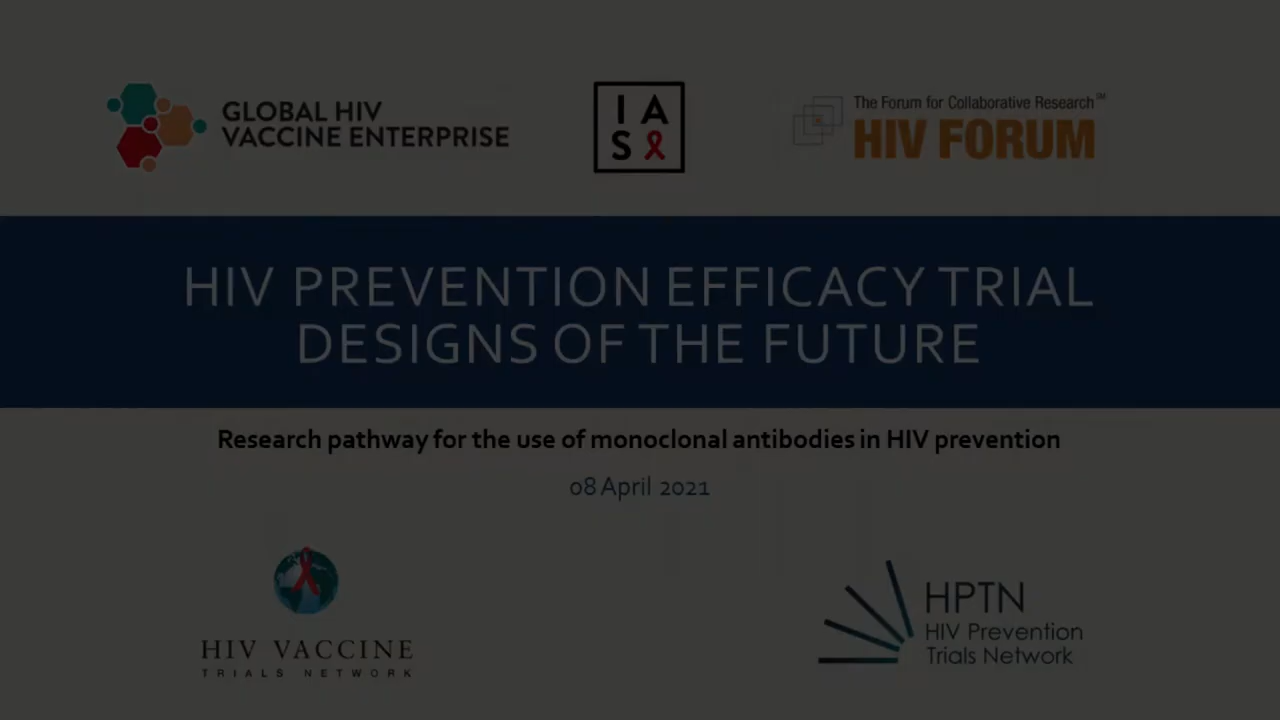 GLOBAL HIV
VACCINE ENTERPRISE
I A
S
The Forum for Collaborative Research℠
HIV FORUM
HIV PREVENTION EFFICACY TRIAL
DESIGNS OF THE FUTURE
Research pathway for the use of monoclonal antibodies in HIV prevention
08 April 2021
HIV VACCINE
TRIALS NETWORK
HPTN
HIV Prevention
Trials Network